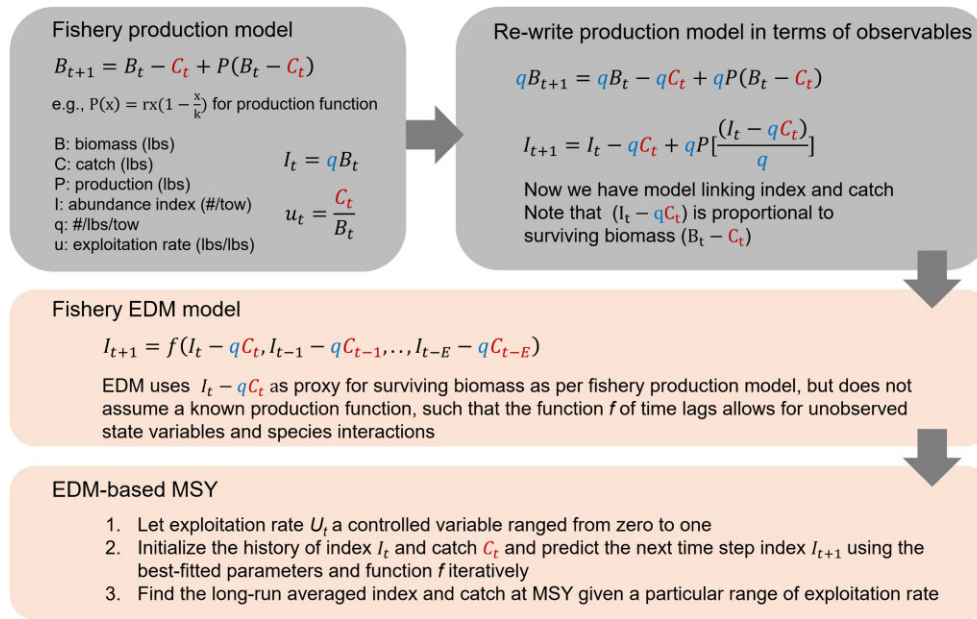 Fishery production model
B_{t+1} = B_t − C_t + P(B_t − C_t)
e.g., P(x) = rx(1 − x/k) for production function
B: biomass (lbs)
C: catch (lbs)
P: production (lbs)
I: abundance index (#/tow)
q: #/lbs/tow
u: exploitation rate (lbs/lbs)
I_t = qB_t
u_t = C_t/B_t
Re-write production model in terms of observables
qB_{t+1} = qB_t − qC_t + qP(B_t − C_t)
I_{t+1} = I_t − qC_t + qP[(I_t − qC_t)/q]
Now we have model linking index and catch
Note that (I_t − qC_t) is proportional to
surviving biomass (B_t − C_t)
Fishery EDM model
I_{t+1} = f(I_t − qC_t, I_{t−1} − qC_{t−1}, . . , I_{t−E} − qC_{t−E})
EDM uses I_t − qC_t as proxy for surviving biomass as per fishery production model, but does not
assume a known production function, such that the function f of time lags allows for unobserved
state variables and species interactions
EDM-based MSY
1. Let exploitation rate U_t a controlled variable ranged from zero to one
2. Initialize the history of index I_t and catch C_t and predict the next time step index I_{t+1} using the
best-fitted parameters and function f iteratively
3. Find the long-run averaged index and catch at MSY given a particular range of exploitation rate